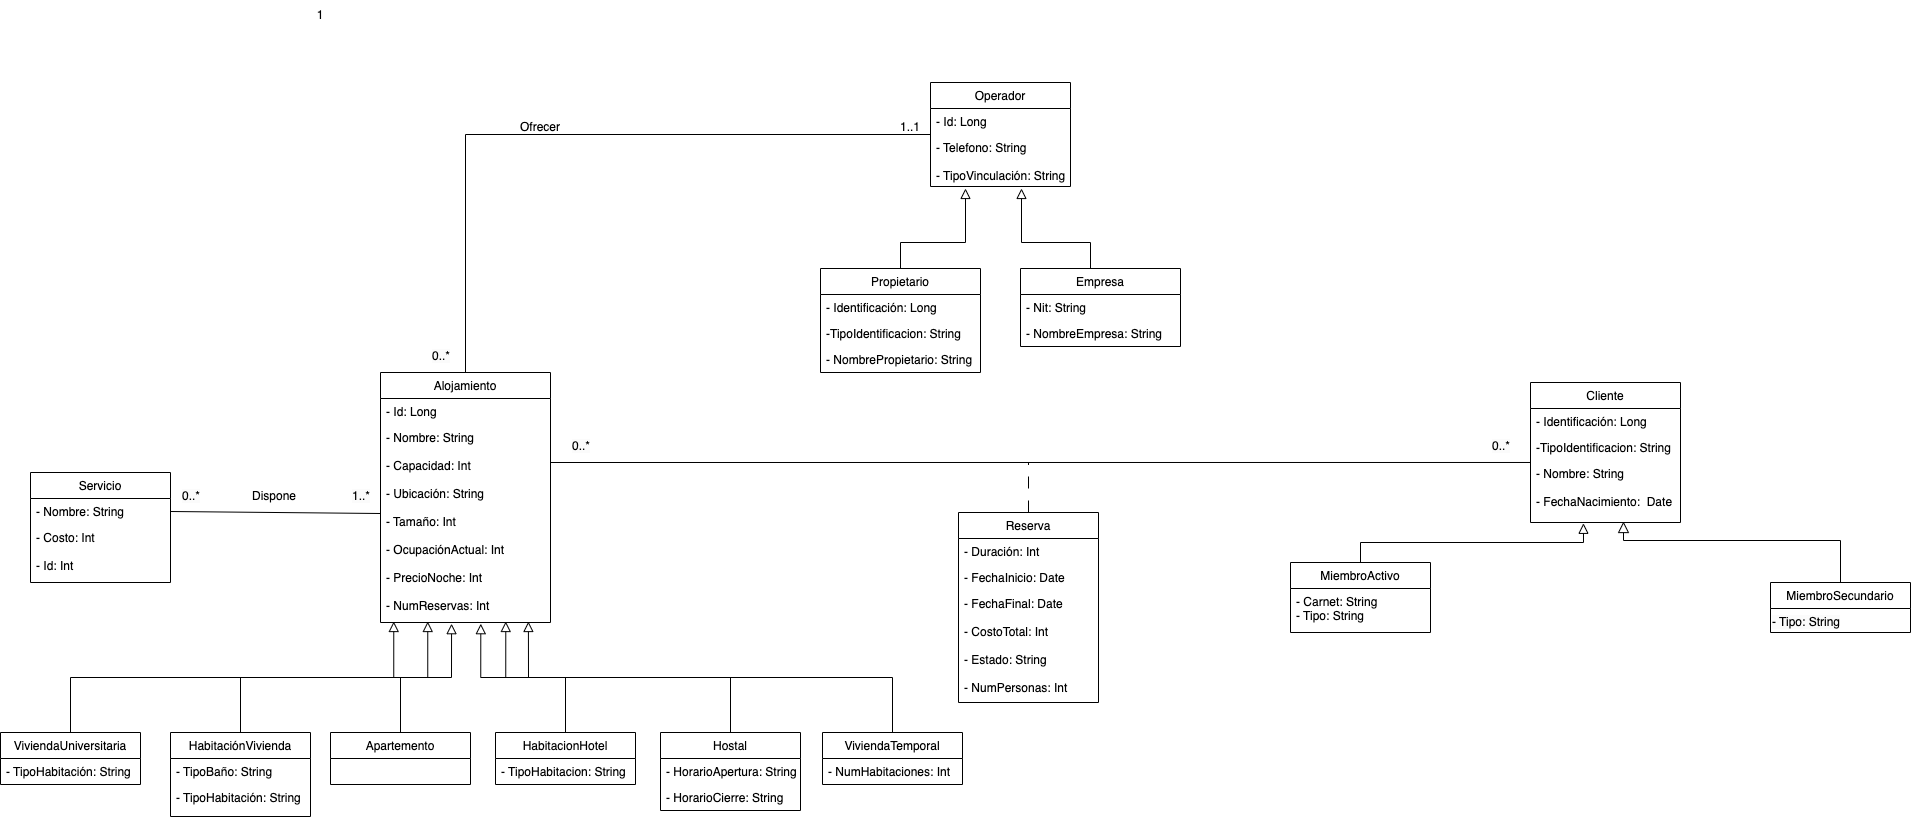 1
Operador
- Id: Long
- Telefono: String
- TipoVinculación: String
Ofrecer
1..1
0..*
Propietario
- Identificación: Long
-TipoIdentificacion: String
- NombrePropietario: String
Empresa
- Nit: String
- NombreEmpresa: String
Alojamiento
- Id: Long
- Nombre: String
- Capacidad: Int
- Ubicación: String
- Tamaño: Int
- OcupaciónActual: Int
- PrecioNoche: Int
- NumReservas: Int
0..*
0..*
Cliente
- Identificación: Long
-TipoIdentificacion: String
- Nombre: String
- FechaNacimiento:  Date
Servicio
- Nombre: String
- Costo: Int
- Id: Int
0..*
Dispone
1..*
Reserva
- Duración: Int
- FechaInicio: Date
- FechaFinal: Date
- CostoTotal: Int
- Estado: String
- NumPersonas: Int
MiembroActivo
- Carnet: String
- Tipo: String
MiembroSecundario
- Tipo: String
ViviendaUniversitaria
- TipoHabitación: String
HabitaciónVivienda
- TipoBaño: String
- TipoHabitación: String
Apartemento
HabitacionHotel
- TipoHabitacion: String
Hostal
- HorarioApertura: String
- HorarioCierre: String
ViviendaTemporal
- NumHabitaciones: Int